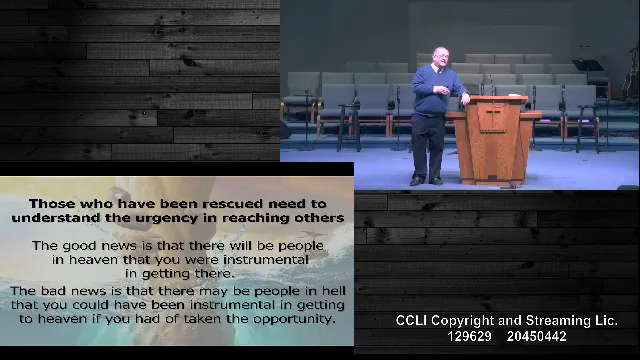 Those who have been rescued need to
understand the urgency in reaching others
The good news is that there will be people
in heaven that you were instrumental
in getting there.
The bad news is that there may be people in hell
that you could have been instrumental in getting
to heaven if you had of taken the opportunity.
CCLI Copyright and Streaming Lic.
129629 20450442